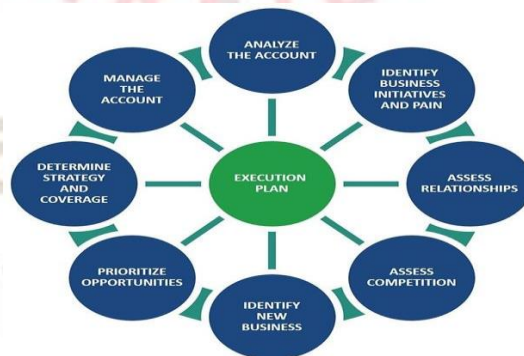 ANALYZE
THE ACCOUNT
IDENTIFY
BUSINESS
INITIATIVES
AND PAIN
ASSESS
RELATIONSHIPS
ASSESS
COMPETITION
IDENTIFY
NEW
BUSINESS
PRIORITIZE
OPPORTUNITIES
DETERMINE
STRATEGY
AND
COVERAGE
MANAGE
THE
ACCOUNT
EXECUTION
PLAN